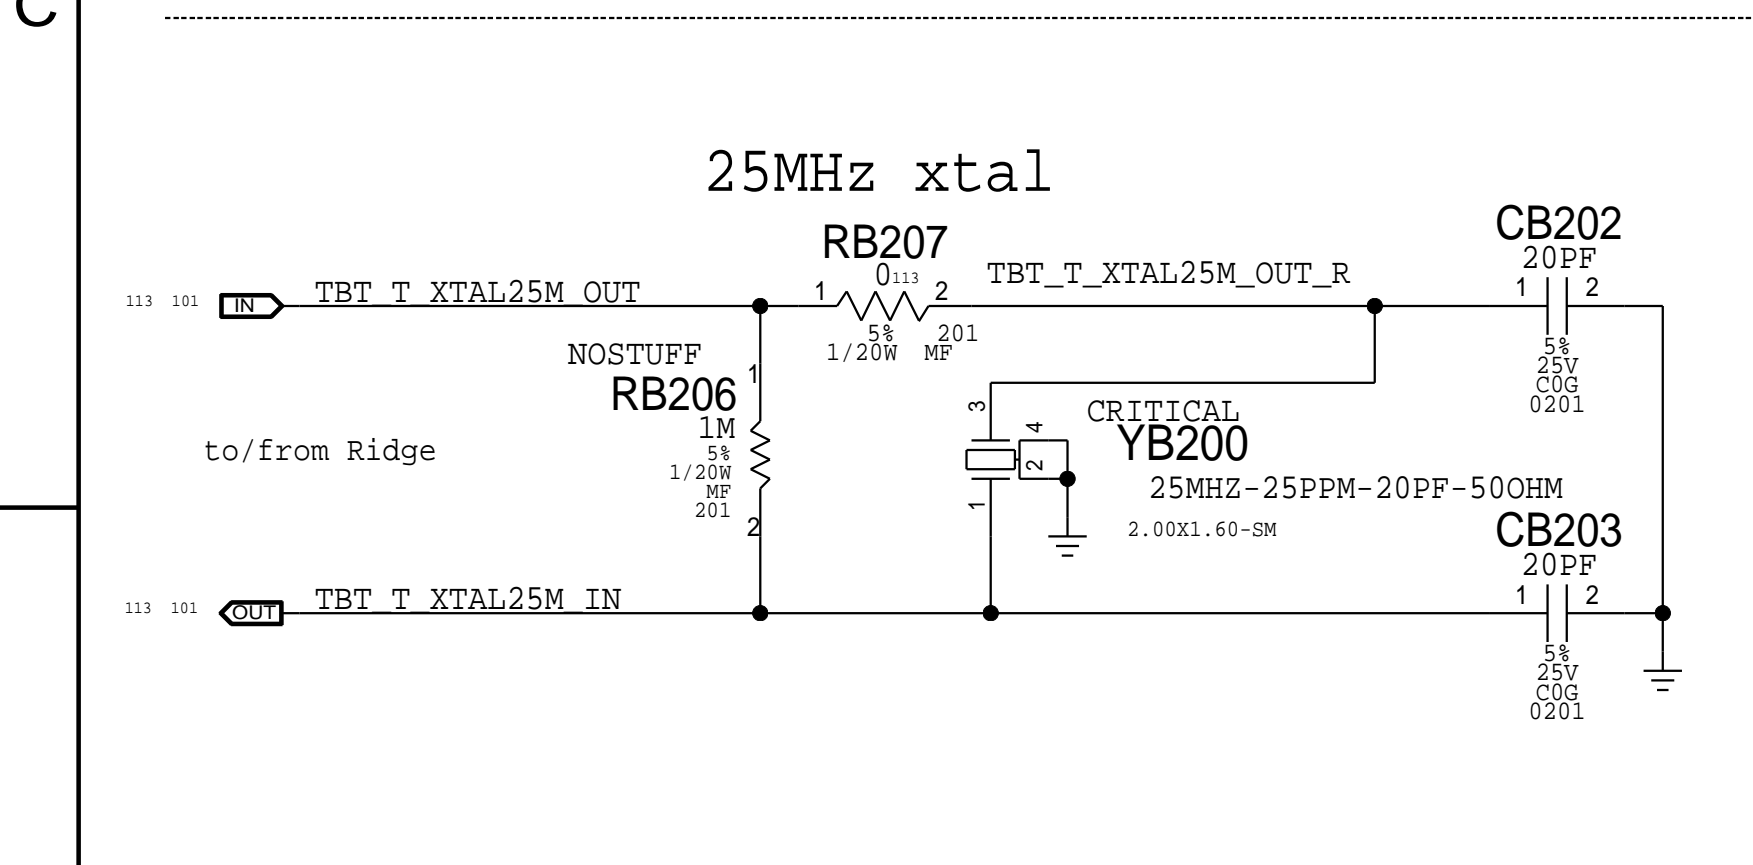 C
25MHz xtal
RB207
0 113
1 2
5% 201
1/20W MF
113 101 IN TBT_T_XTAL25M_OUT
TBT_T_XTAL25M_OUT_R
CB202
20PF
1 2
5%
25V
C0G
0201
NOSTUFF
1
RB206
1M
5%
1/20W
MF
201
2
to/from Ridge
3
4
2
1
CRITICAL
YB200
25MHZ-25PPM-20PF-50OHM
2.00X1.60-SM
CB203
20PF
1 2
5%
25V
C0G
0201
113 101 OUT TBT_T_XTAL25M_IN